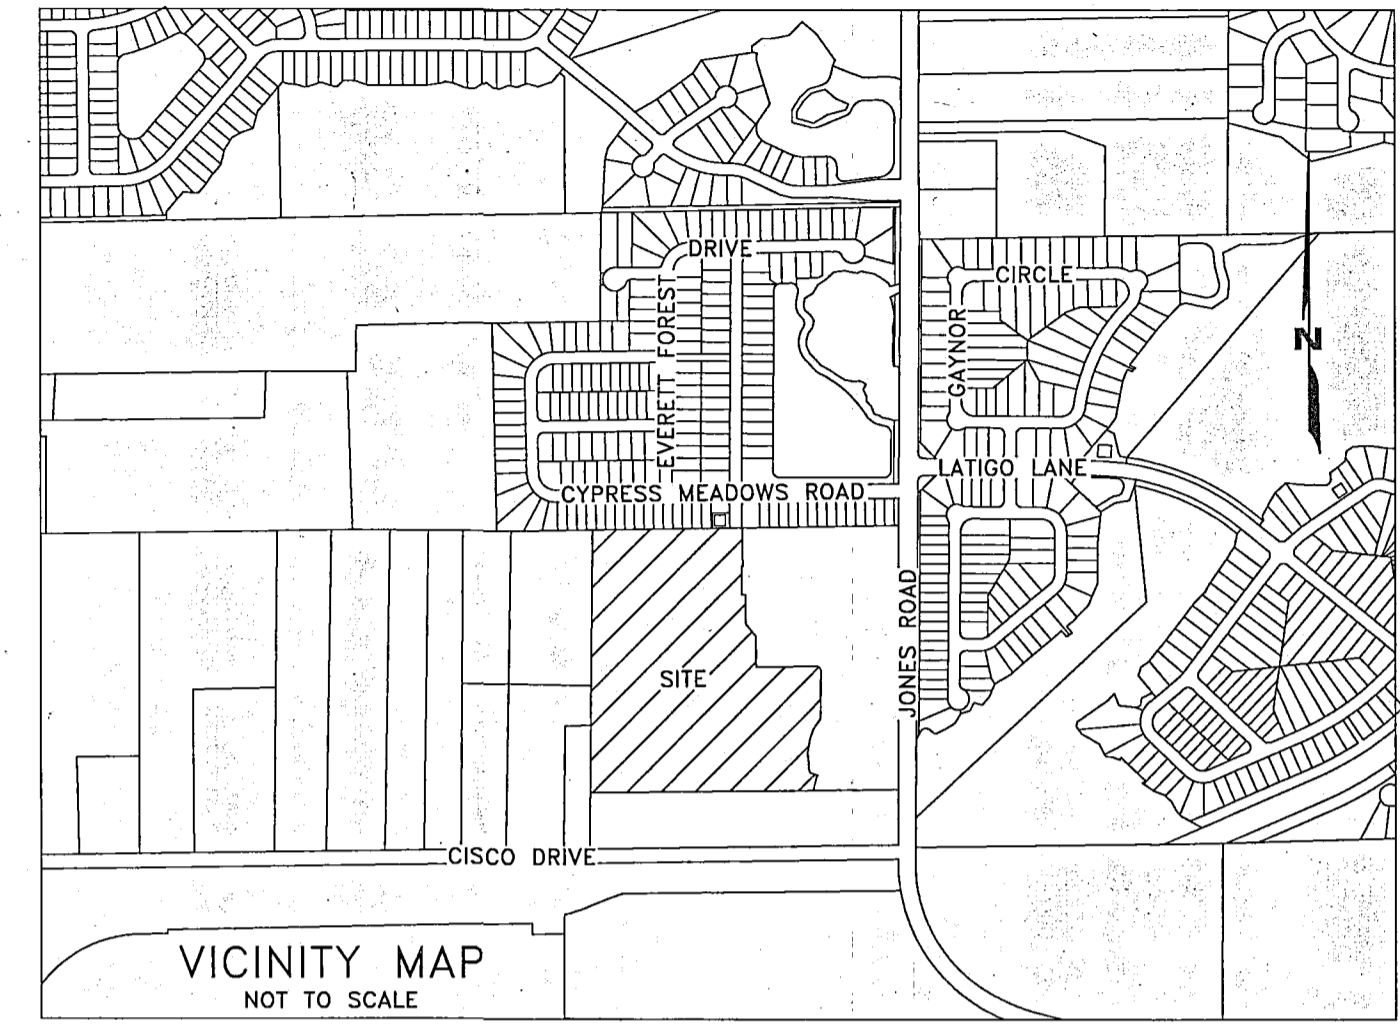 DRIVE
EVERETT FOREST
CIRCLE
GAYNOR
N
LATIGO LANE
CYPRESS MEADOWS ROAD
JONES ROAD
SITE
CISCO DRIVE
VICINITY MAP
NOT TO SCALE